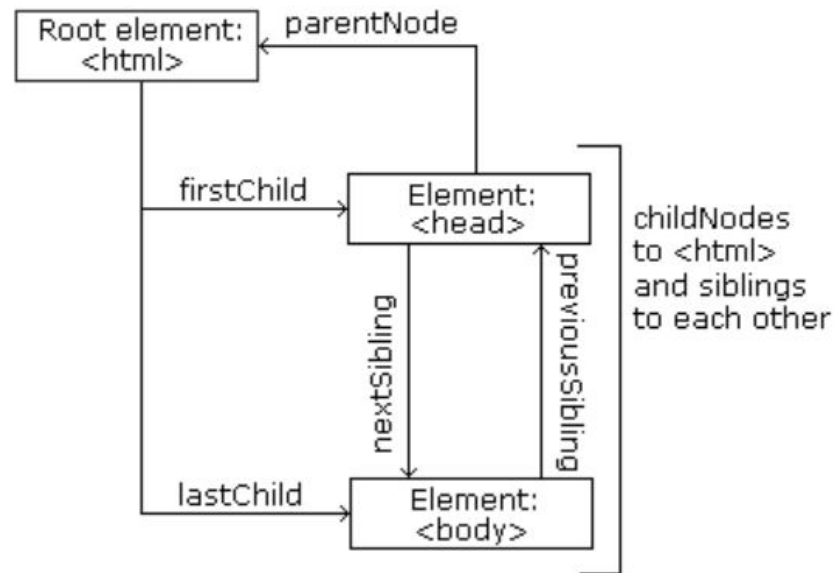 Root element:
<html>
parentNode
firstChild
Element:
<head>
childNodes
to <html>
and siblings
to each other
nextSibling
previousSibling
lastChild
Element:
<body>